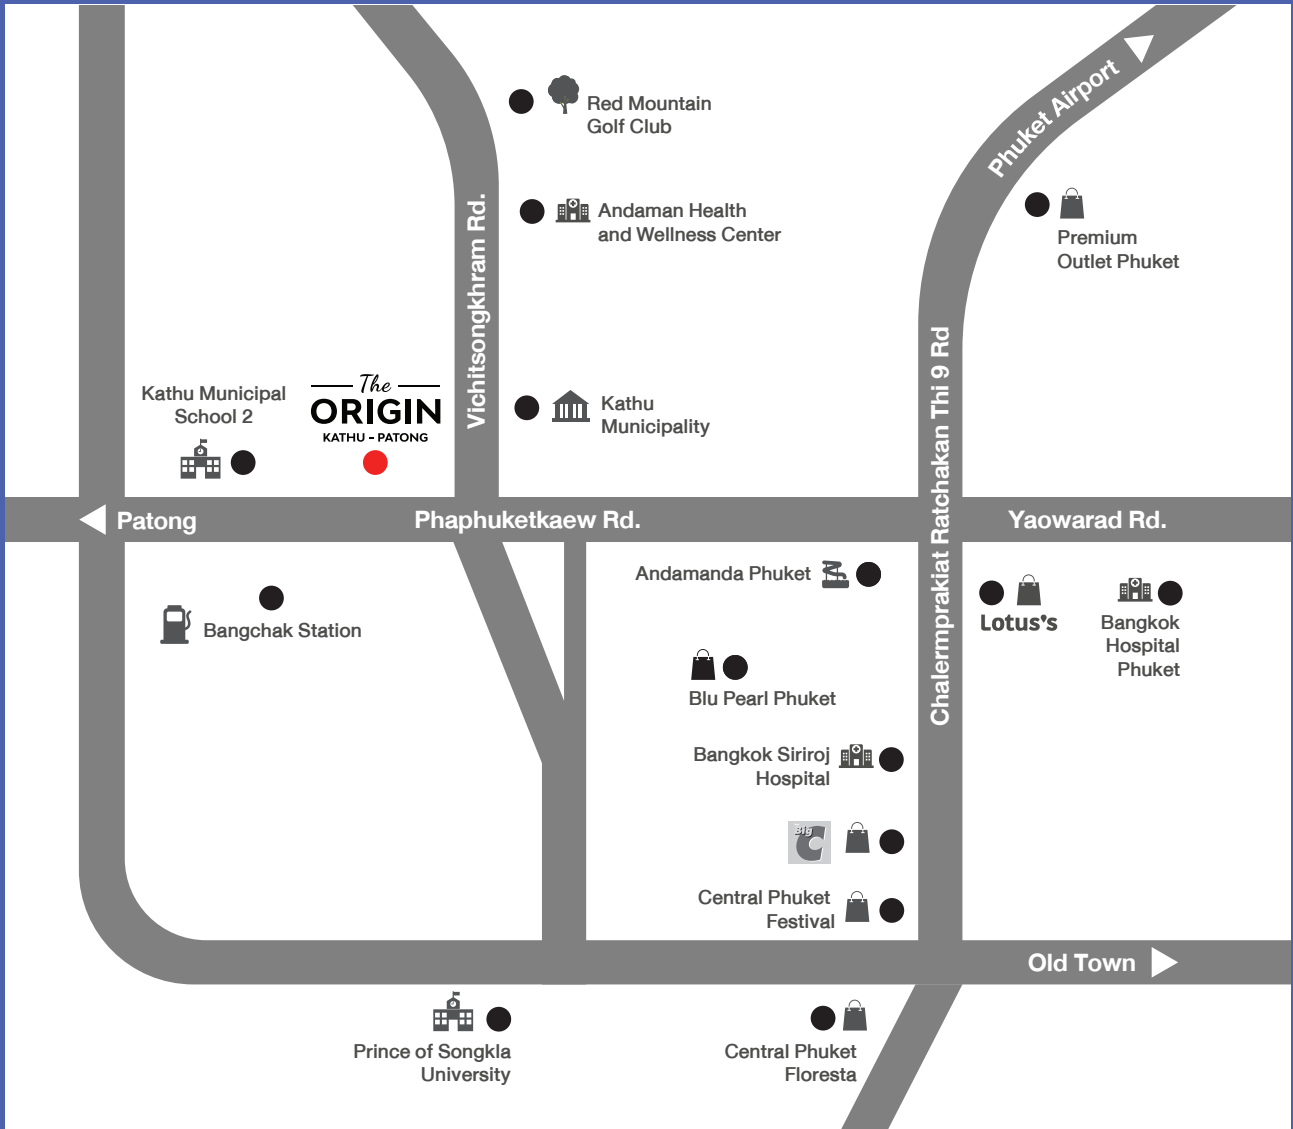 Phuket Airport
Red Mountain
Golf Club
Andaman Health
and Wellness Center
Premium
Outlet Phuket
Vichitsongkhram Rd.
Kathu Municipal
School 2
The
ORIGIN
KATHU - PATONG
Kathu
Municipality
Chalermprakiat Ratchakan Thi 9 Rd
Patong
Phaphuketkaew Rd.
Yaowarad Rd.
Andamanda Phuket
Lotus's
Bangkok
Hospital
Phuket
Bangchak Station
Blu Pearl Phuket
Bangkok Siriroj
Hospital
Big
C
Central Phuket
Festival
Old Town
Prince of Songkla
University
Central Phuket
Floresta